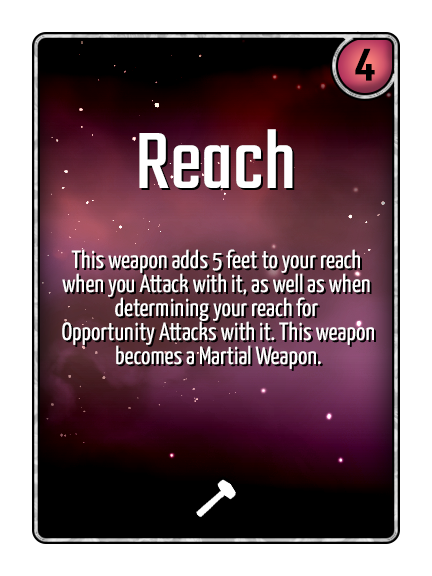 4
Reach
This weapon adds 5 feet to your reach
when you Attack with it, as well as when
determining your reach for
Opportunity Attacks with it. This weapon
becomes a Martial Weapon.